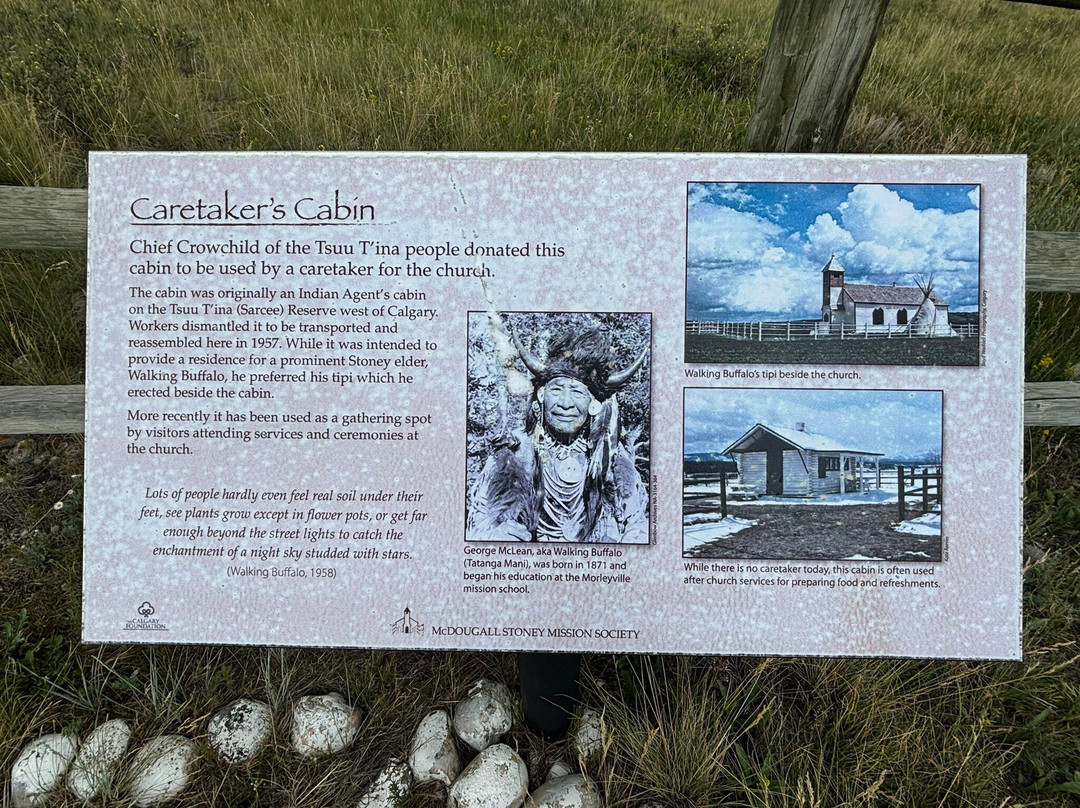 Caretaker's Cabin
Chief Crowchild of the Tsuu T'ina people donated this
cabin to be used by a caretaker for the church.
The cabin was originally an Indian Agent's cabin
on the Tsuu T'ina (Sarcee) Reserve west of Calgary.
Workers dismantled it to be transported and
reassembled here in 1957. While it was intended to
provide a residence for a prominent Stoney elder,
Walking Buffalo, he preferred his tipi which he
erected beside the cabin.
More recently it has been used as a gathering spot
by visitors attending services and ceremonies at
the church.
Lots of people hardly even feel real soil under their
feet, see plants grow except in flower pots, or get far
enough beyond the street lights to catch the
enchantment of a night sky studded with stars.
(Walking Buffalo, 1958)
George McLean, aka Walking Buffalo
(Tatanga Mani), was born in 1871 and
began his education at the Morleyville
mission school.
Walking Buffalo's tipi beside the church.
While there is no caretaker today, this cabin is often used
after church services for preparing food and refreshments.
THE CALGARY
FOUNDATION
McDOUGALL STONEY MISSION SOCIETY